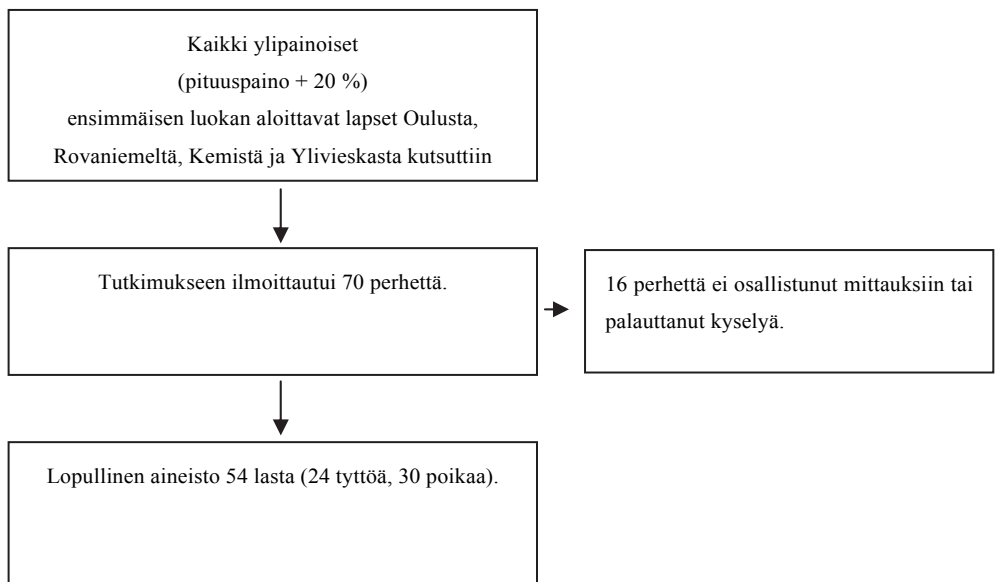 Kaikki ylipainoiset
(pituuspaino + 20 %)
ensimmäisen luokan aloittavat lapset Oulusta,
Rovaniemeltä, Kemistä ja Ylivieskasta kutsuttiin
Tutkimukseen ilmoittautui 70 perhettä.
16 perhettä ei osallistunut mittauksiin tai
palauttanut kyselyä.
Lopullinen aineisto 54 lasta (24 tyttöä, 30 poikaa).